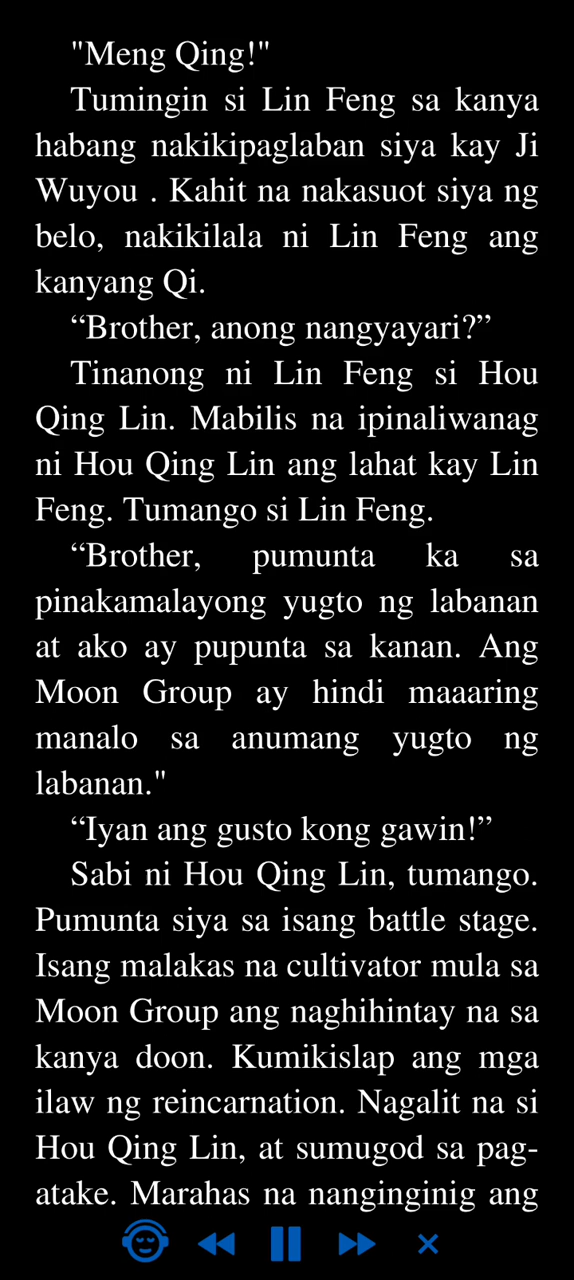 "Meng Qing!"
Tumingin si Lin Feng sa kanya
habang nakikipaglaban siya kay Ji
Wuyou . Kahit na nakasuot siya ng
belo, nakikilala ni Lin Feng ang
kanyang Qi.
“Brother, anong nangyayari?”
Tinanong ni Lin Feng si Hou
Qing Lin. Mabilis na ipinaliwanag
ni Hou Qing Lin ang lahat kay Lin
Feng. Tumango si Lin Feng.
“Brother, pumunta ka sa
pinakamalayong yugto ng labanan
at ako ay pupunta sa kanan. Ang
Moon Group ay hindi maaaring
manalo sa anumang yugto ng
labanan."
“Iyan ang gusto kong gawin!”
Sabi ni Hou Qing Lin, tumango.
Pumunta siya sa isang battle stage.
Isang malakas na cultivator mula sa
Moon Group ang naghihintay na sa
kanya doon. Kumikislap ang mga
ilaw ng reincarnation. Nagalit na si
Hou Qing Lin, at sumugod sa pag-
atake. Marahas na nanginginig ang